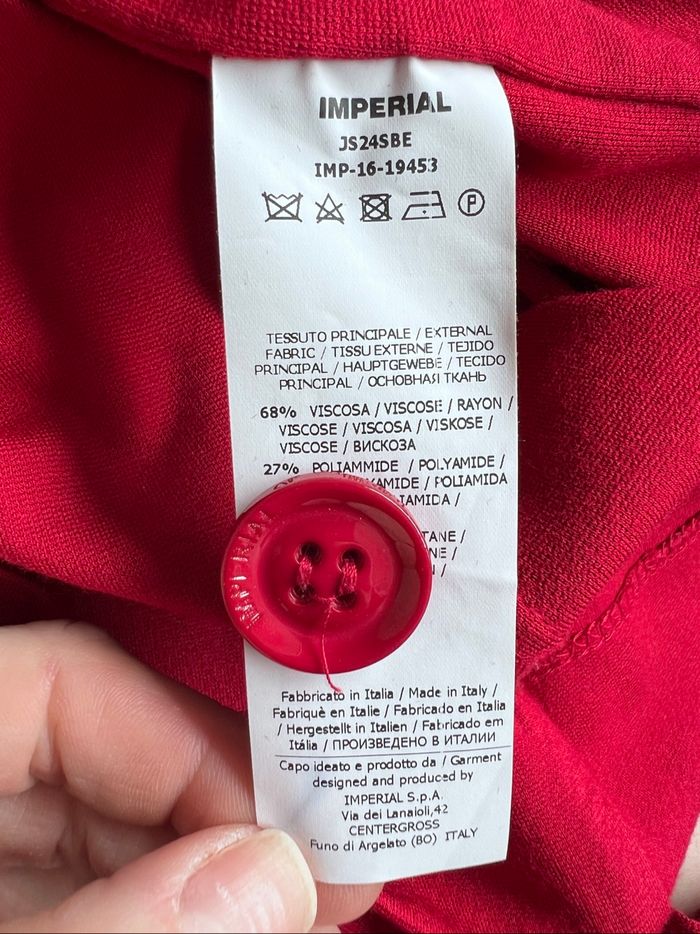 IMPERIAL
JS24SBE
IMP-16-19453
P
TESSUTO PRINCIPALE / EXTERNAL
FABRIC / TISSU EXTERNE / TEJIDO
PRINCIPAL / HAUPTGEWEBE / TECIDO
PRINCIPAL / ОСНОВНАЯ ТКАНЬ
68% VISCOSA / VISCOSE / RAYON /
VISCOSE / VISCOSA / VISKOSE /
VISCOSE / ВИСКОЗА
27% POLIAMMIDE / POLYAMIDE /
/ POLIAMIDA
IMPERIAL
Fabbricato in Italia / Made in Italy /
Fabriquè en Italie / Fabricado en Italia
/ Hergestellt in Italien / Fabricado em
Itália / ПРОИЗВЕДЕНО В ИТАЛИИ
Capo ideato e prodotto da / Garment
designed and produced by
IMPERIAL S.p.A.
Via dei Lanaioli,42
CENTERGROSS
Funo di Argelato (BO) ITALY